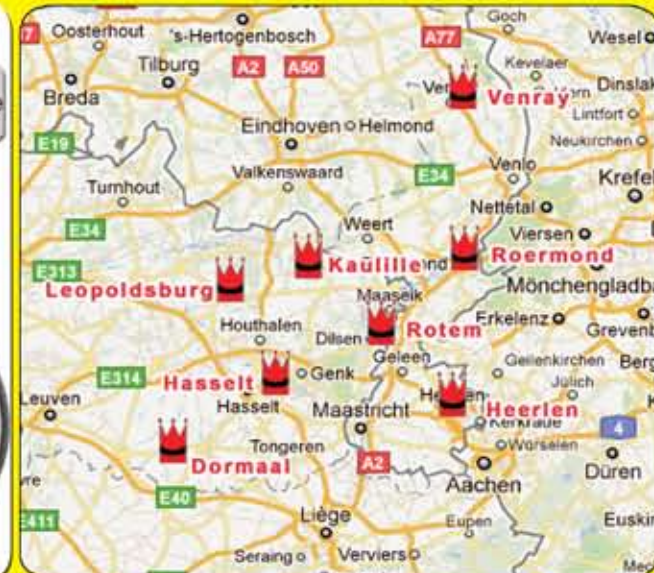 Oosterhout
's-Hertogenbosch
A77
Goch
Wesel
Tilburg
A2
A50
Kevelaer
Breda
Venray
Dinslak
Lintfort
Eindhoven
Helmond
Neukirchen
E19
Valkenswaard
E34
Venlo
Krefel
Turnhout
Nettetal
E34
Weert
Viersen
Roermond
E313
Kaülille
Leopoldsburg
Mönchengladba
Maaseik
Houthalen
Dilsen
Rotem
Erkelenz
Grevenb
Geleen
Geilenkirchen
Berg
E314
Hasselt
Genk
Jülich
Leuven
Hasselt
Maastricht
Heerlen
Kerkrade
4
Würselen
Dormaal
Tongeren
A2
Aachen
Düren
E40
Liège
E411
Eupen
Euski
Seraing
Verviers
Mec